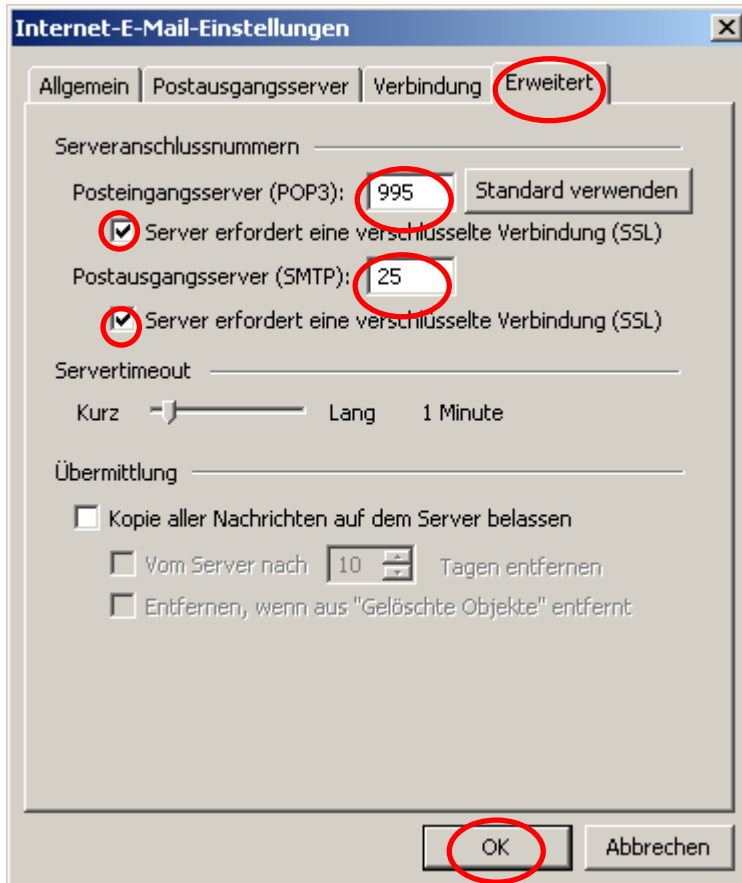 Internet-E-Mail-Einstellungen
Allgemein Postausgangsserver Verbindung Erweitert
Serveranschlussnummern
Posteingangsserver (POP3): 995 Standard verwenden
Server erfordert eine verschlüsselte Verbindung (SSL)
Postausgangsserver (SMTP): 25
Server erfordert eine verschlüsselte Verbindung (SSL)
Servertimeout
Kurz Lang 1 Minute
Übermittlung
Kopie aller Nachrichten auf dem Server belassen
Vom Server nach 10 Tagen entfernen
Entfernen, wenn aus "Gelöschte Objekte" entfernt
OK Abbrechen